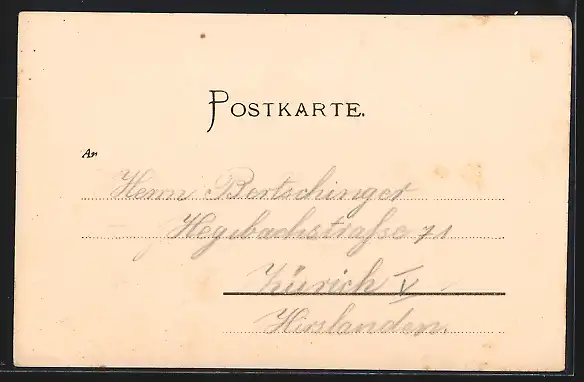 POSTKARTE.
An
Herrn Bertschinger
Hegibachstraße 71
Zürich V
Hirslanden.